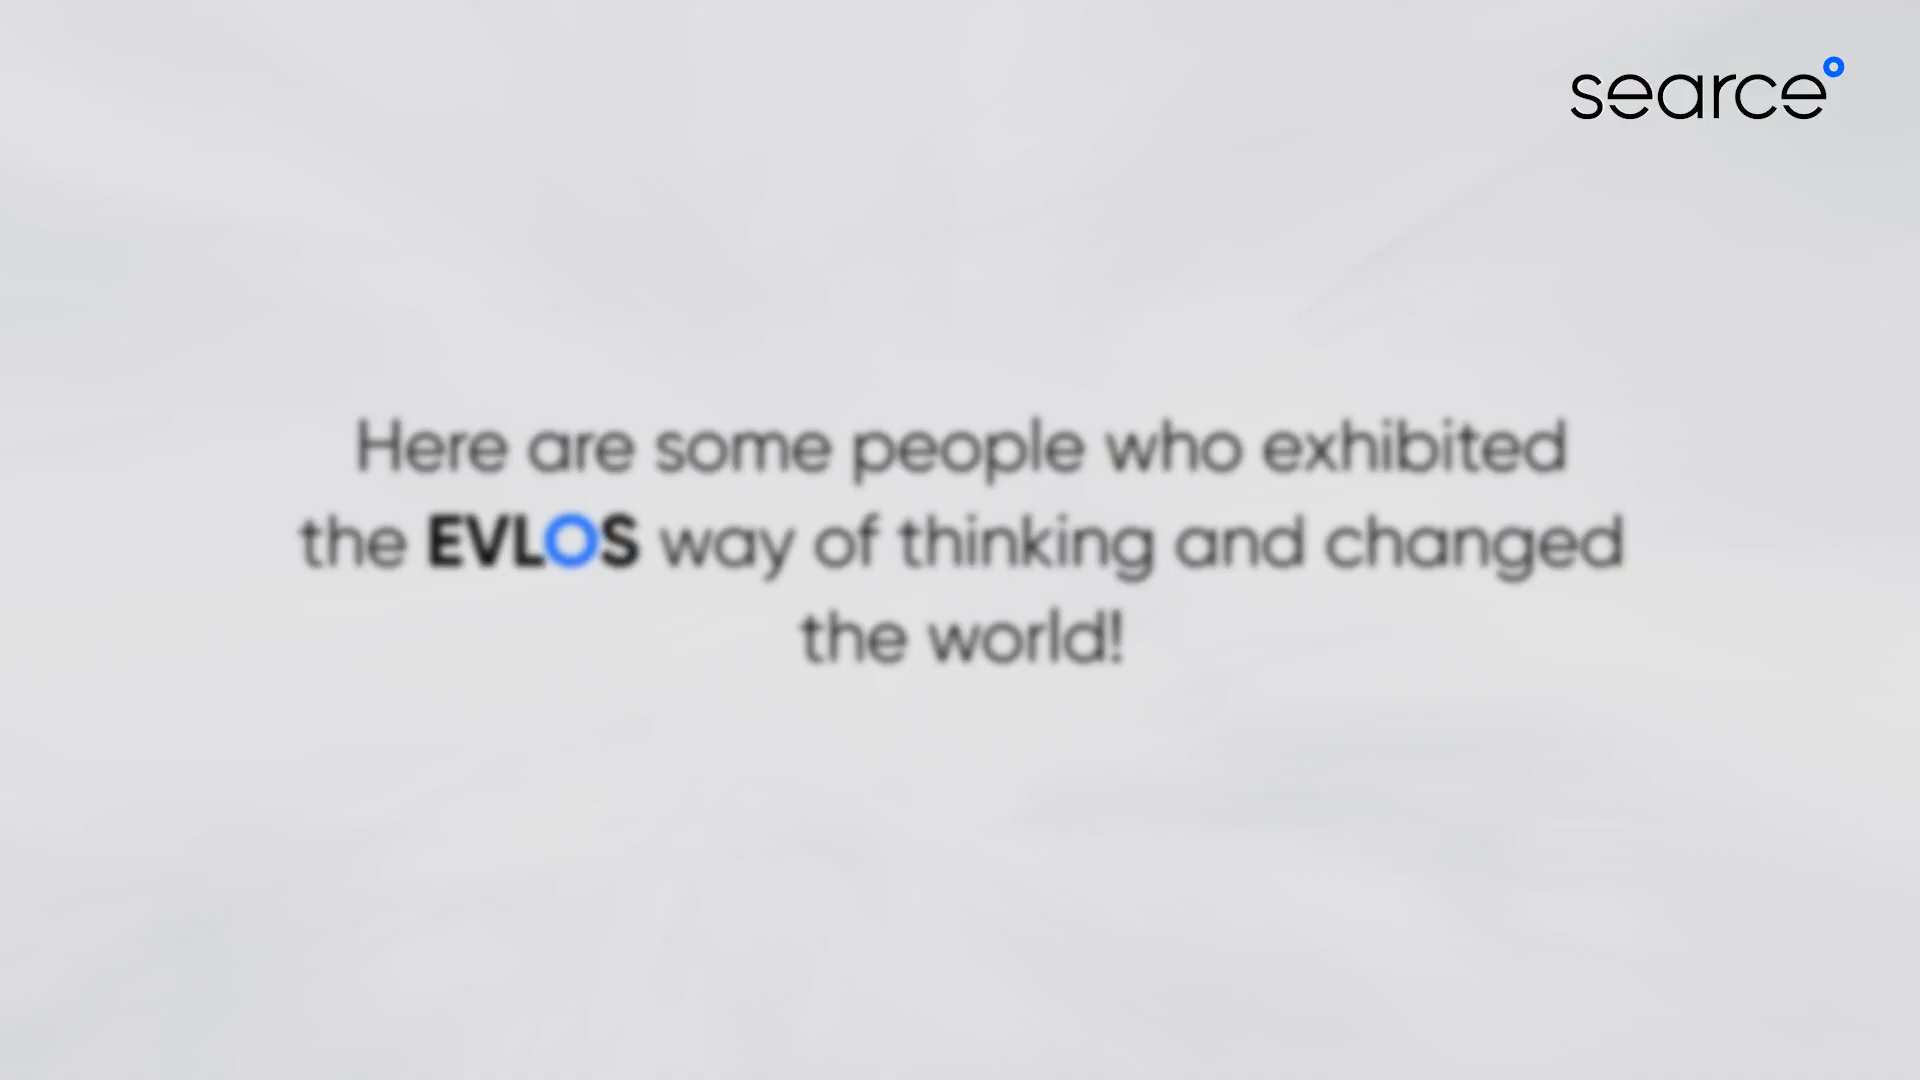 searce
Here are some people who exhibited
the EVLOS way of thinking and changed
the world!